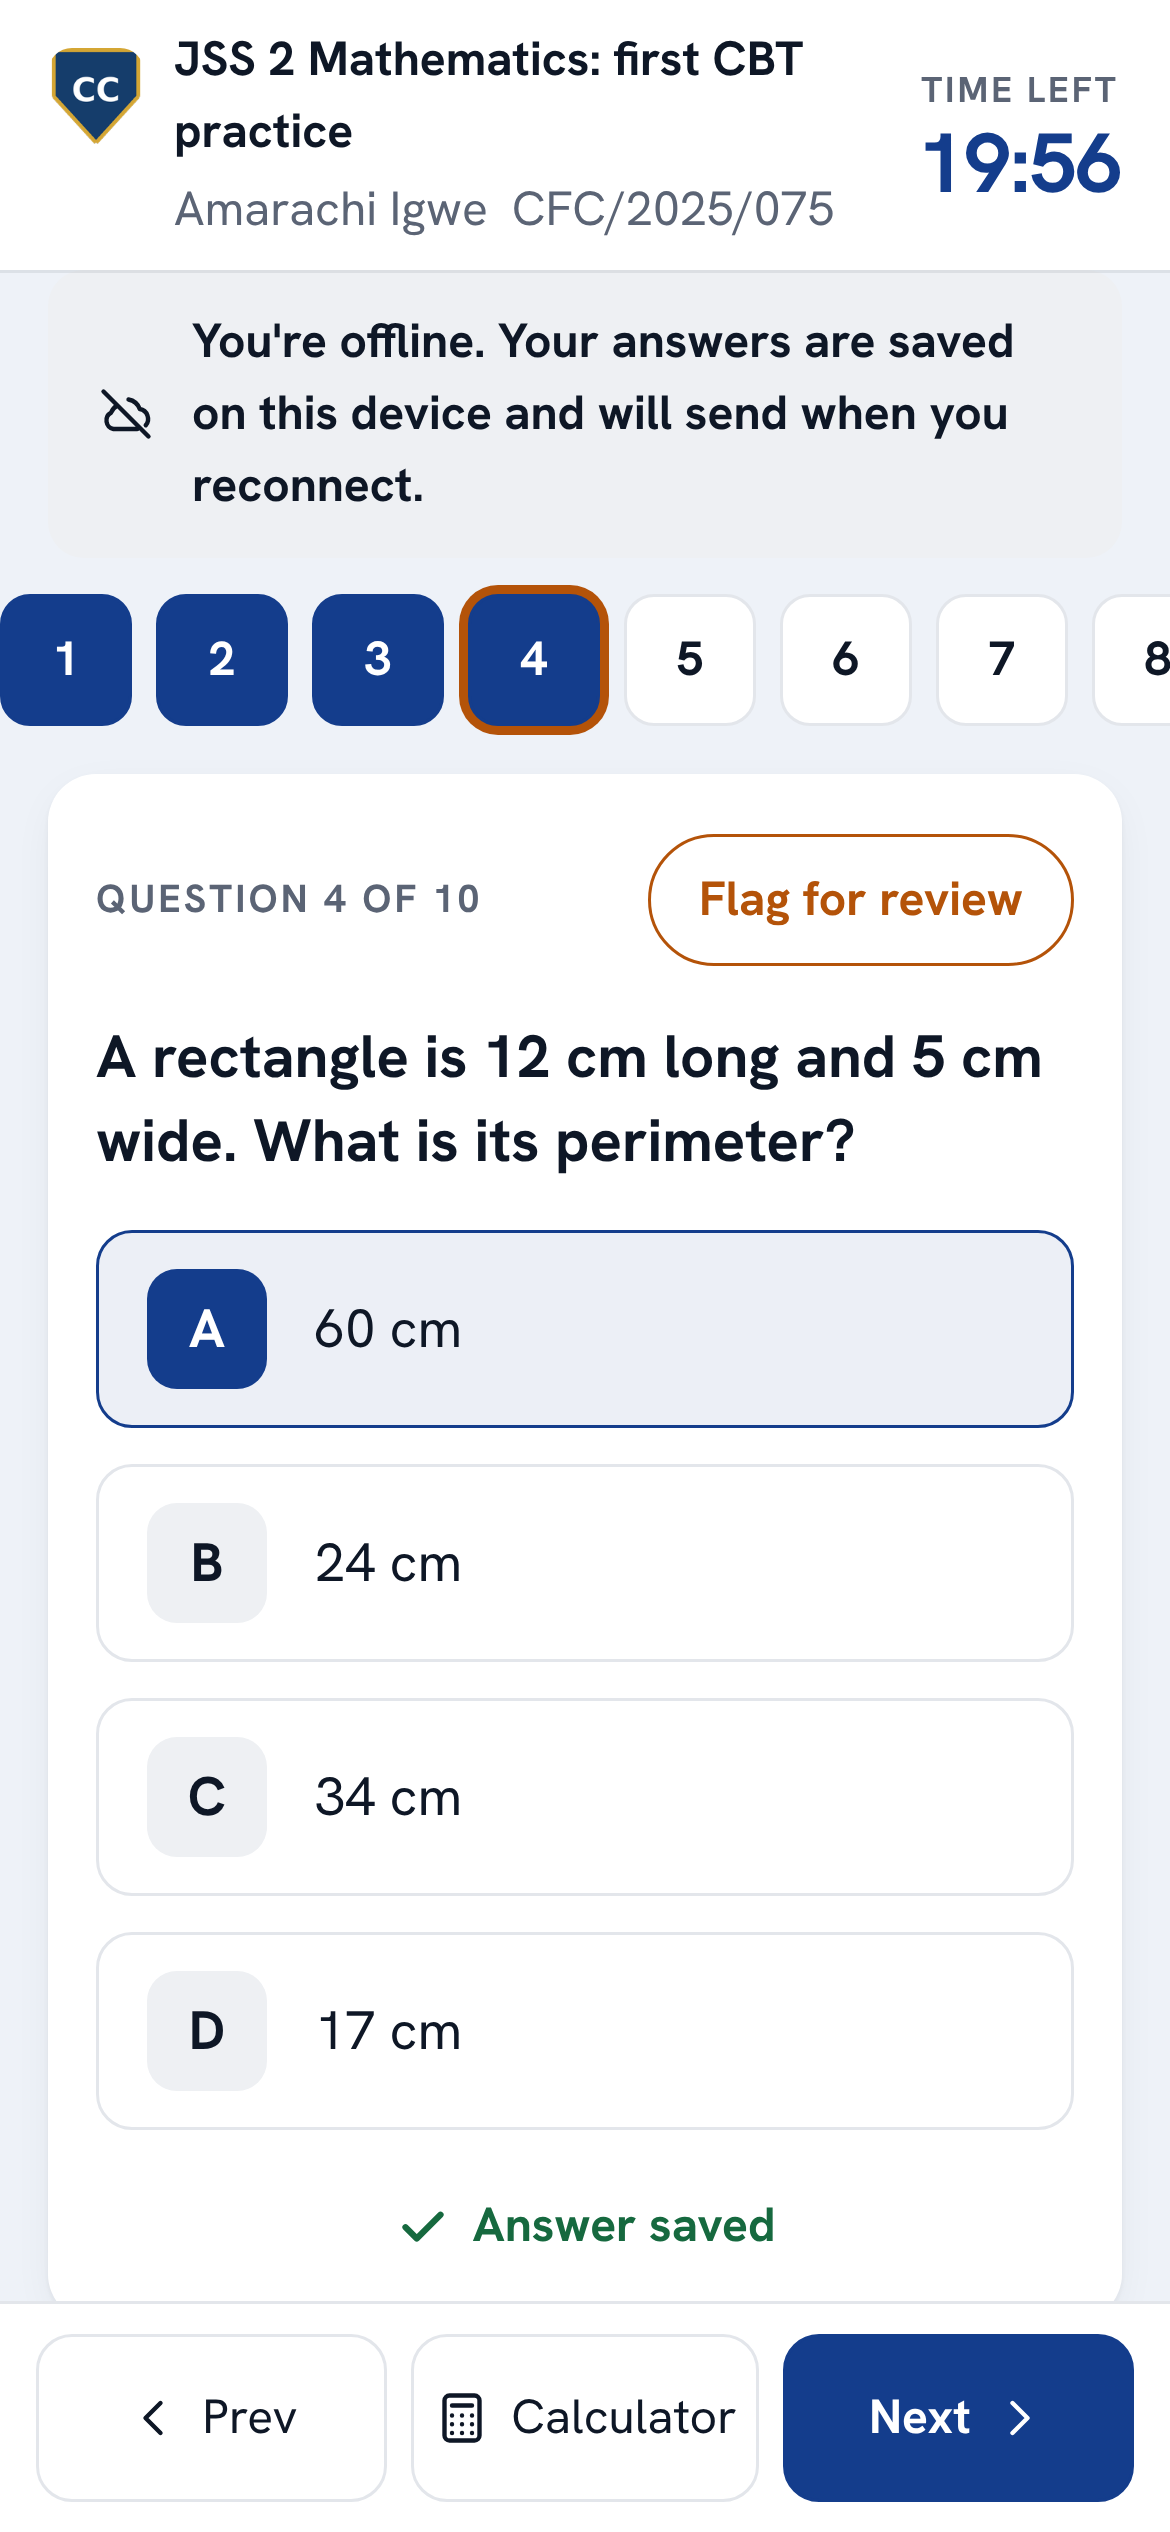 CC
JSS 2 Mathematics: first CBT
practice
Amarachi Igwe CFC/2025/075
TIME LEFT
19:56
You're offline. Your answers are saved
on this device and will send when you
reconnect.
1 2 3 4 5 6 7 8
QUESTION 4 OF 10
Flag for review
A rectangle is 12 cm long and 5 cm
wide. What is its perimeter?
A 60 cm
B 24 cm
C 34 cm
D 17 cm
Answer saved
Prev
Calculator
Next